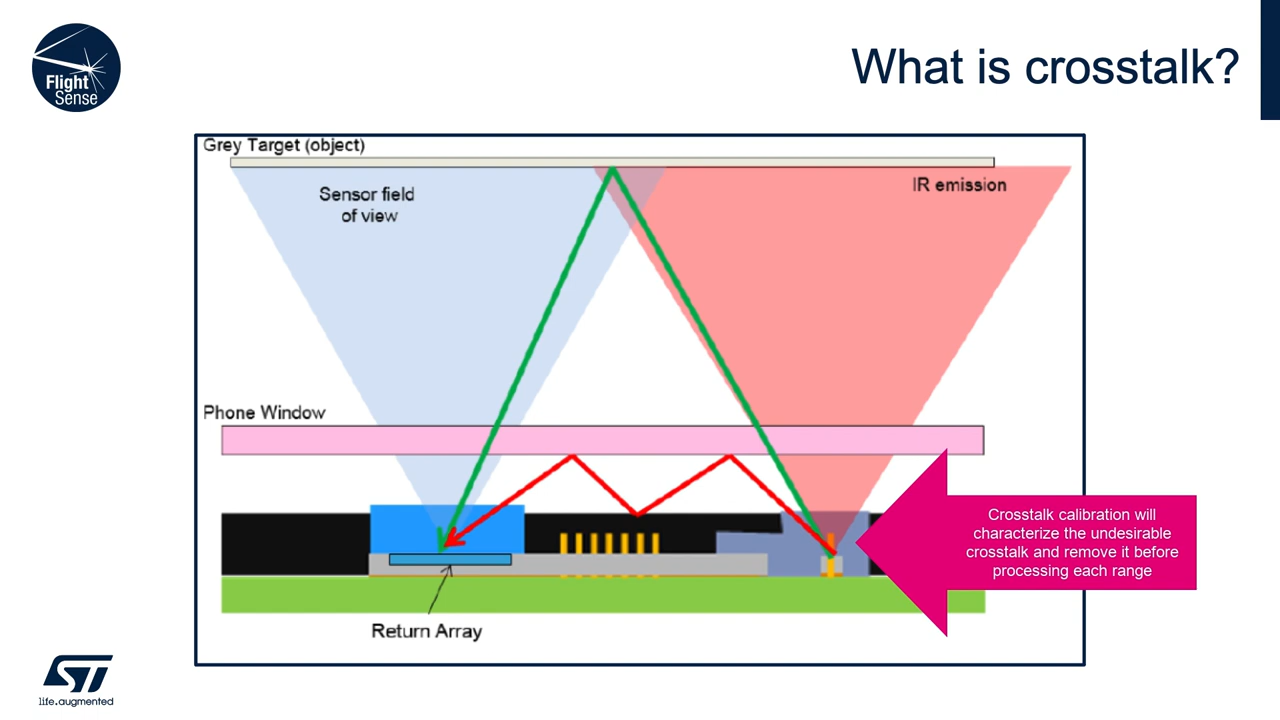 Flight
Sense
What is crosstalk?
Grey Target (object)
Sensor field
of view
IR emission
Phone Window
Crosstalk calibration will
characterize the undesirable
crosstalk and remove it before
processing each range
Return Array
ST
life.augmented